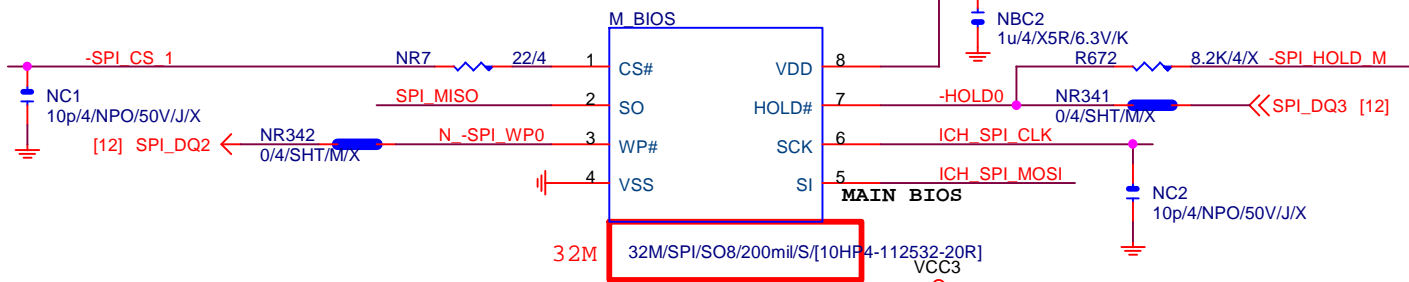 M_BIOS
NBC2
1u/4/X5R/6.3V/K
-SPI_CS_1 NR7 22/4 1 CS# VDD 8 R672 8.2K/4/X -SPI_HOLD_M
NC1
10p/4/NPO/50V/J/X
SPI_MISO 2 SO HOLD# 7 -HOLD0 NR341 SPI_DQ3 [12]
0/4/SHT/M/X
[12] SPI_DQ2 NR342 N_-SPI_WP0 3 WP# SCK 6 ICH_SPI_CLK
0/4/SHT/M/X
4 VSS SI 5 ICH_SPI_MOSI
MAIN BIOS
NC2
10p/4/NPO/50V/J/X
32M 32M/SPI/SO8/200mil/S/[10HP4-112532-20R]
VCC3